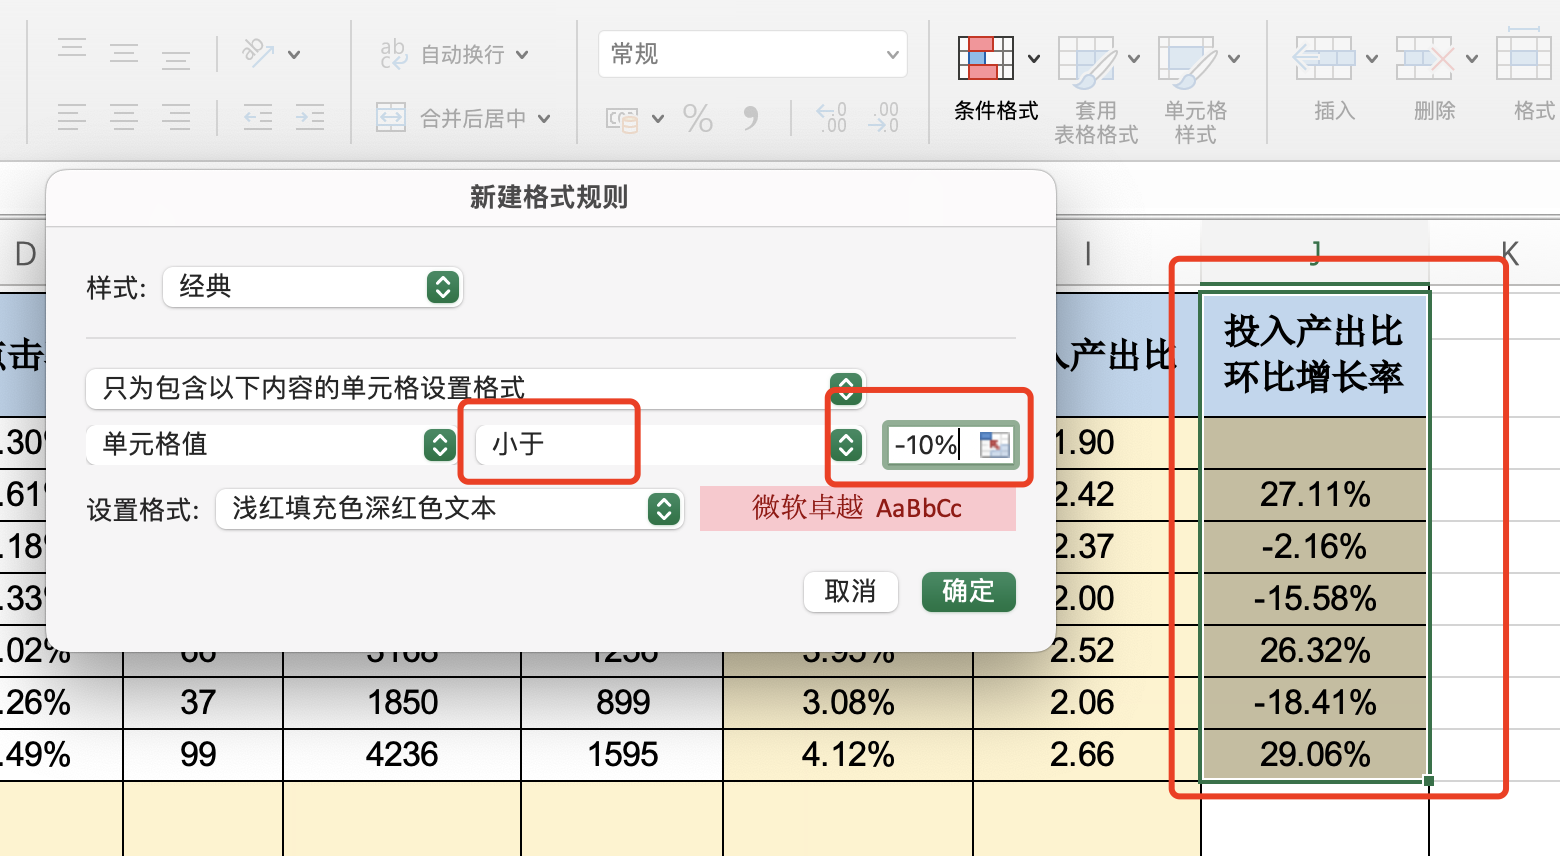 自动换行
常规
合并后居中
%
条件格式
套用
表格格式
单元格
样式
插入
删除
格式
新建格式规则
样式:
经典
只为包含以下内容的单元格设置格式
单元格值
小于
-10%
设置格式:
浅红填充色深红色文本
微软卓越 AaBbCc
取消
确定
D
I
J
K
产出比
投入产出比
环比增长率
1.90
2.42
27.11%
2.37
-2.16%
2.00
-15.58%
.02%
2.52
26.32%
.26%
37
1850
899
3.08%
2.06
-18.41%
.49%
99
4236
1595
4.12%
2.66
29.06%